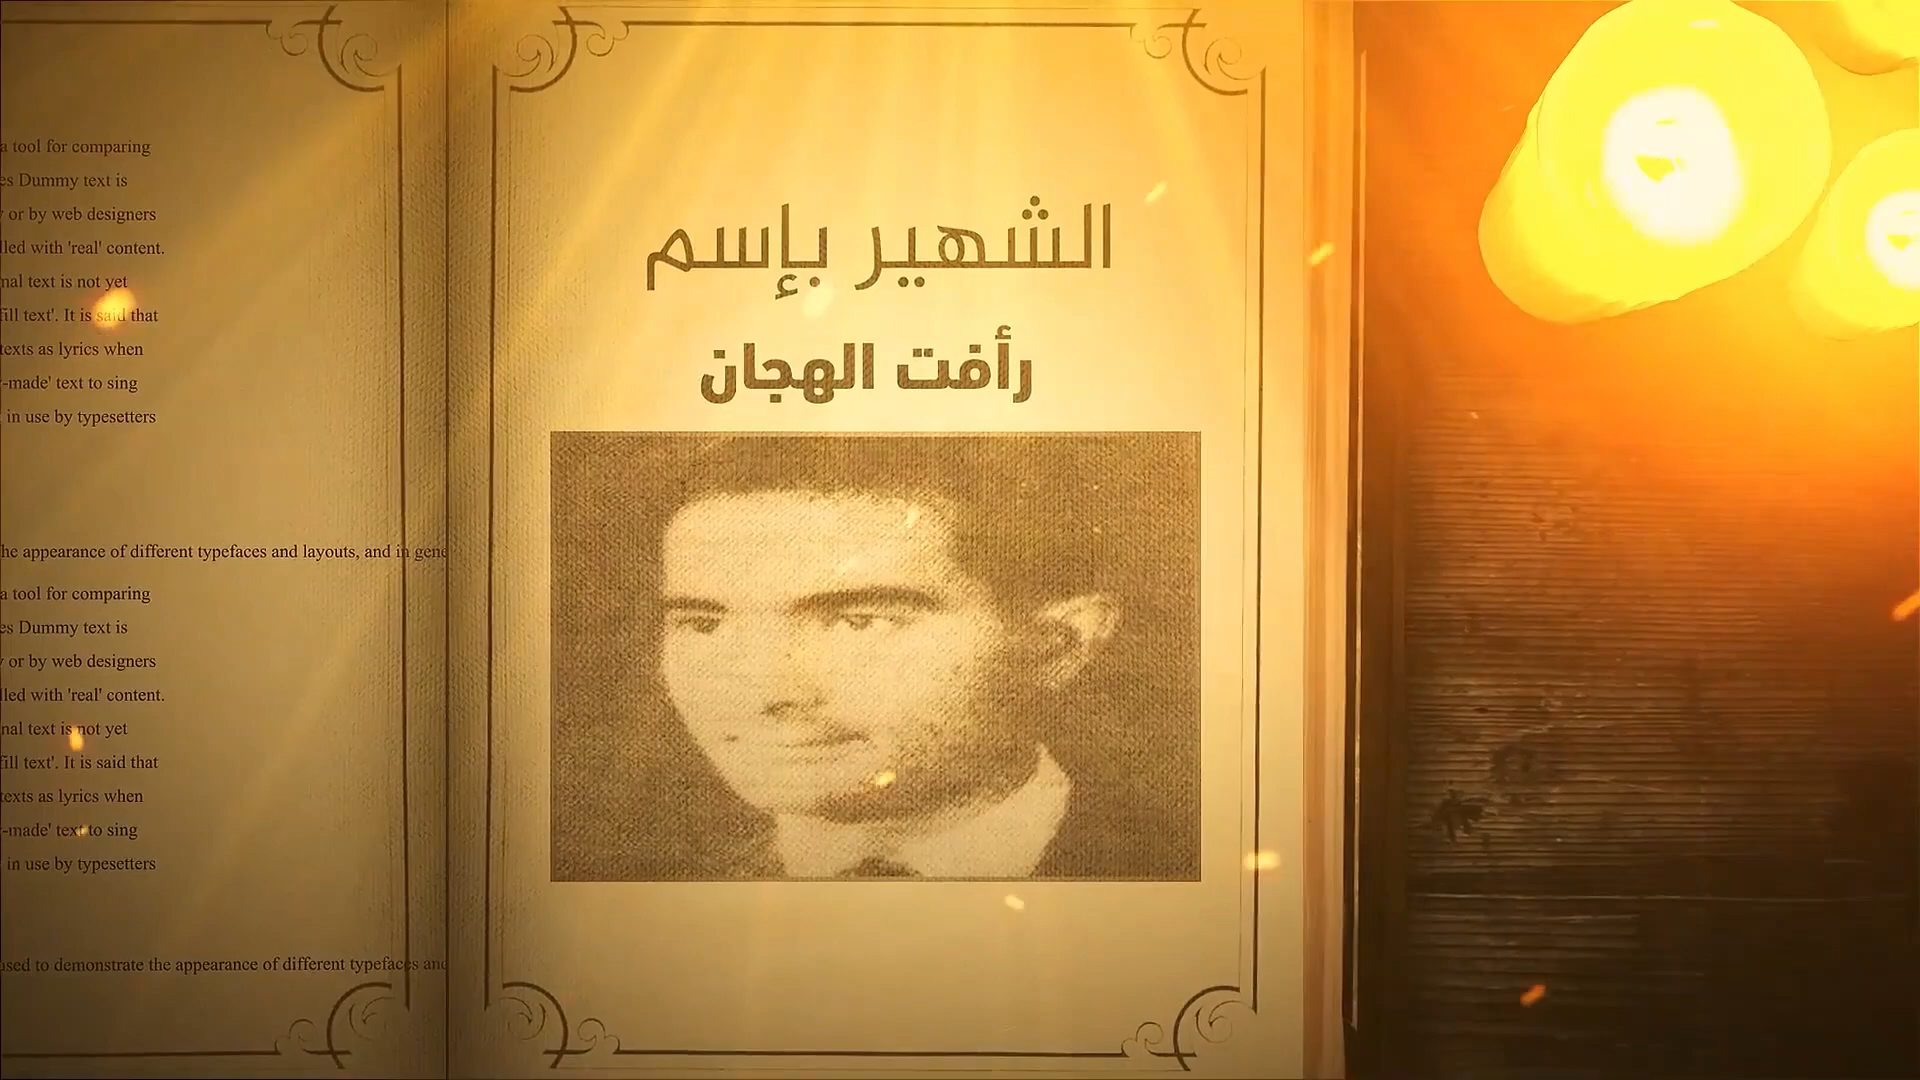 a tool for comparing
es Dummy text is
or by web designers
lled with 'real' content.
nal text is not yet
fill text'. It is said that
texts as lyrics when
-made' text to sing
in use by typesetters
he appearance of different typefaces and layouts, and in gene
a tool for comparing
es Dummy text is
or by web designers
lled with 'real' content.
nal text is not yet
fill text'. It is said that
texts as lyrics when
-made' text to sing
in use by typesetters
used to demonstrate the appearance of different typefaces and
الشهير بإسم
رأفت الهجان